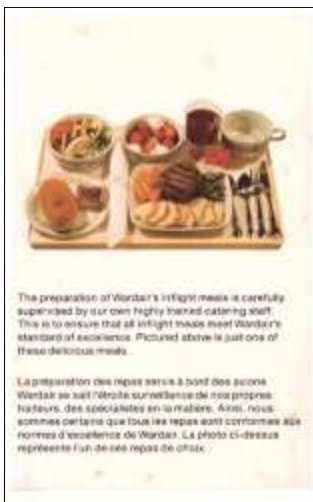 The preparation of Wardair's inflight meals is carefully
supervised by our own highly trained catering staff.
This is to ensure that all inflight meals meet Wardair's
standard of excellence. Pictured above is just one of
these delicious meals.
La préparation des repas servis à bord des avions
Wardair se sait l'étroite surveillance de nos propres
traiteurs, des spécialistes en la matière. Ainsi, nous
sommes certains que tous les repas sont conformes aux
normes d'excellence de Wardair. La photo ci-dessus
représente l'un de ces repas de choix.